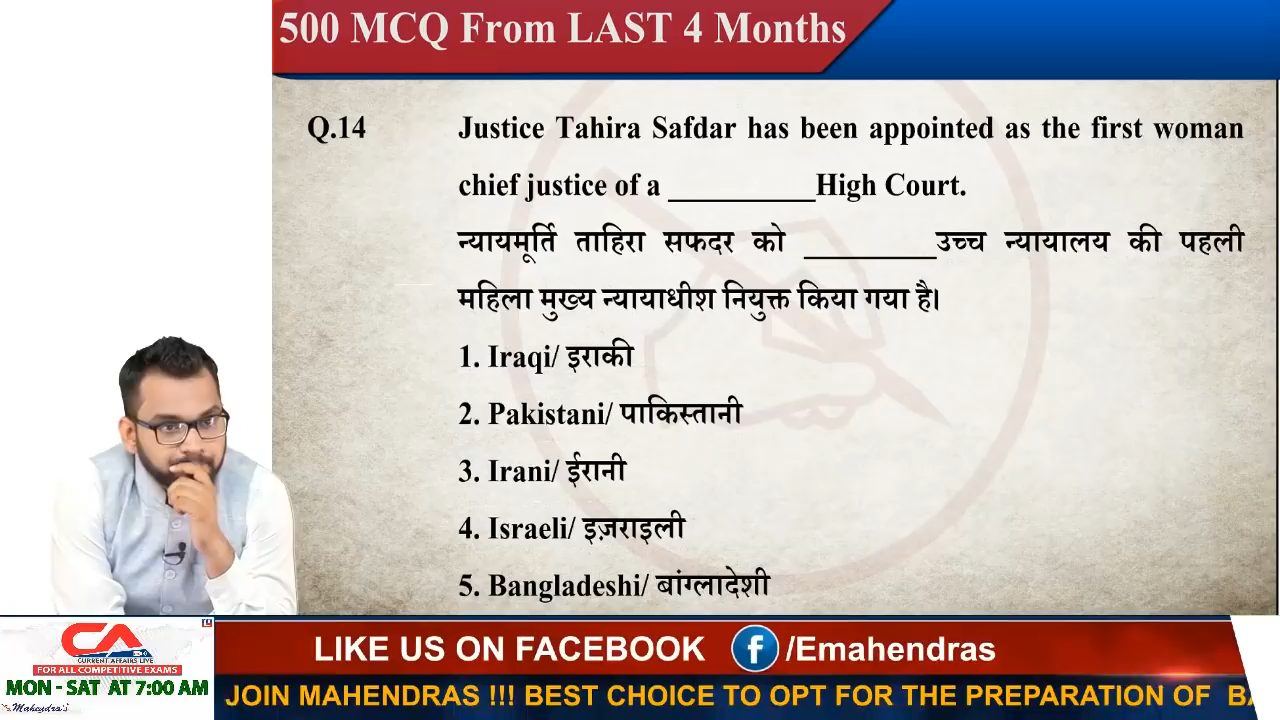 500 MCQ From LAST 4 Months
Q.14 Justice Tahira Safdar has been appointed as the first woman
chief justice of a __________High Court.
न्यायमूर्ति ताहिरा सफदर को __________उच्च न्यायालय की पहली
महिला मुख्य न्यायाधीश नियुक्त किया गया है।
1. Iraqi/ इराकी
2. Pakistani/ पाकिस्तानी
3. Irani/ ईरानी
4. Israeli/ इज़राइली
5. Bangladeshi/ बांग्लादेशी
CA
CURRENT AFFAIRS LIVE
FOR ALL COMPETITIVE EXAMS
MON - SAT AT 7:00 AM
Mahendra's
LIKE US ON FACEBOOK f /Emahendras
JOIN MAHENDRAS !!! BEST CHOICE TO OPT FOR THE PREPARATION OF